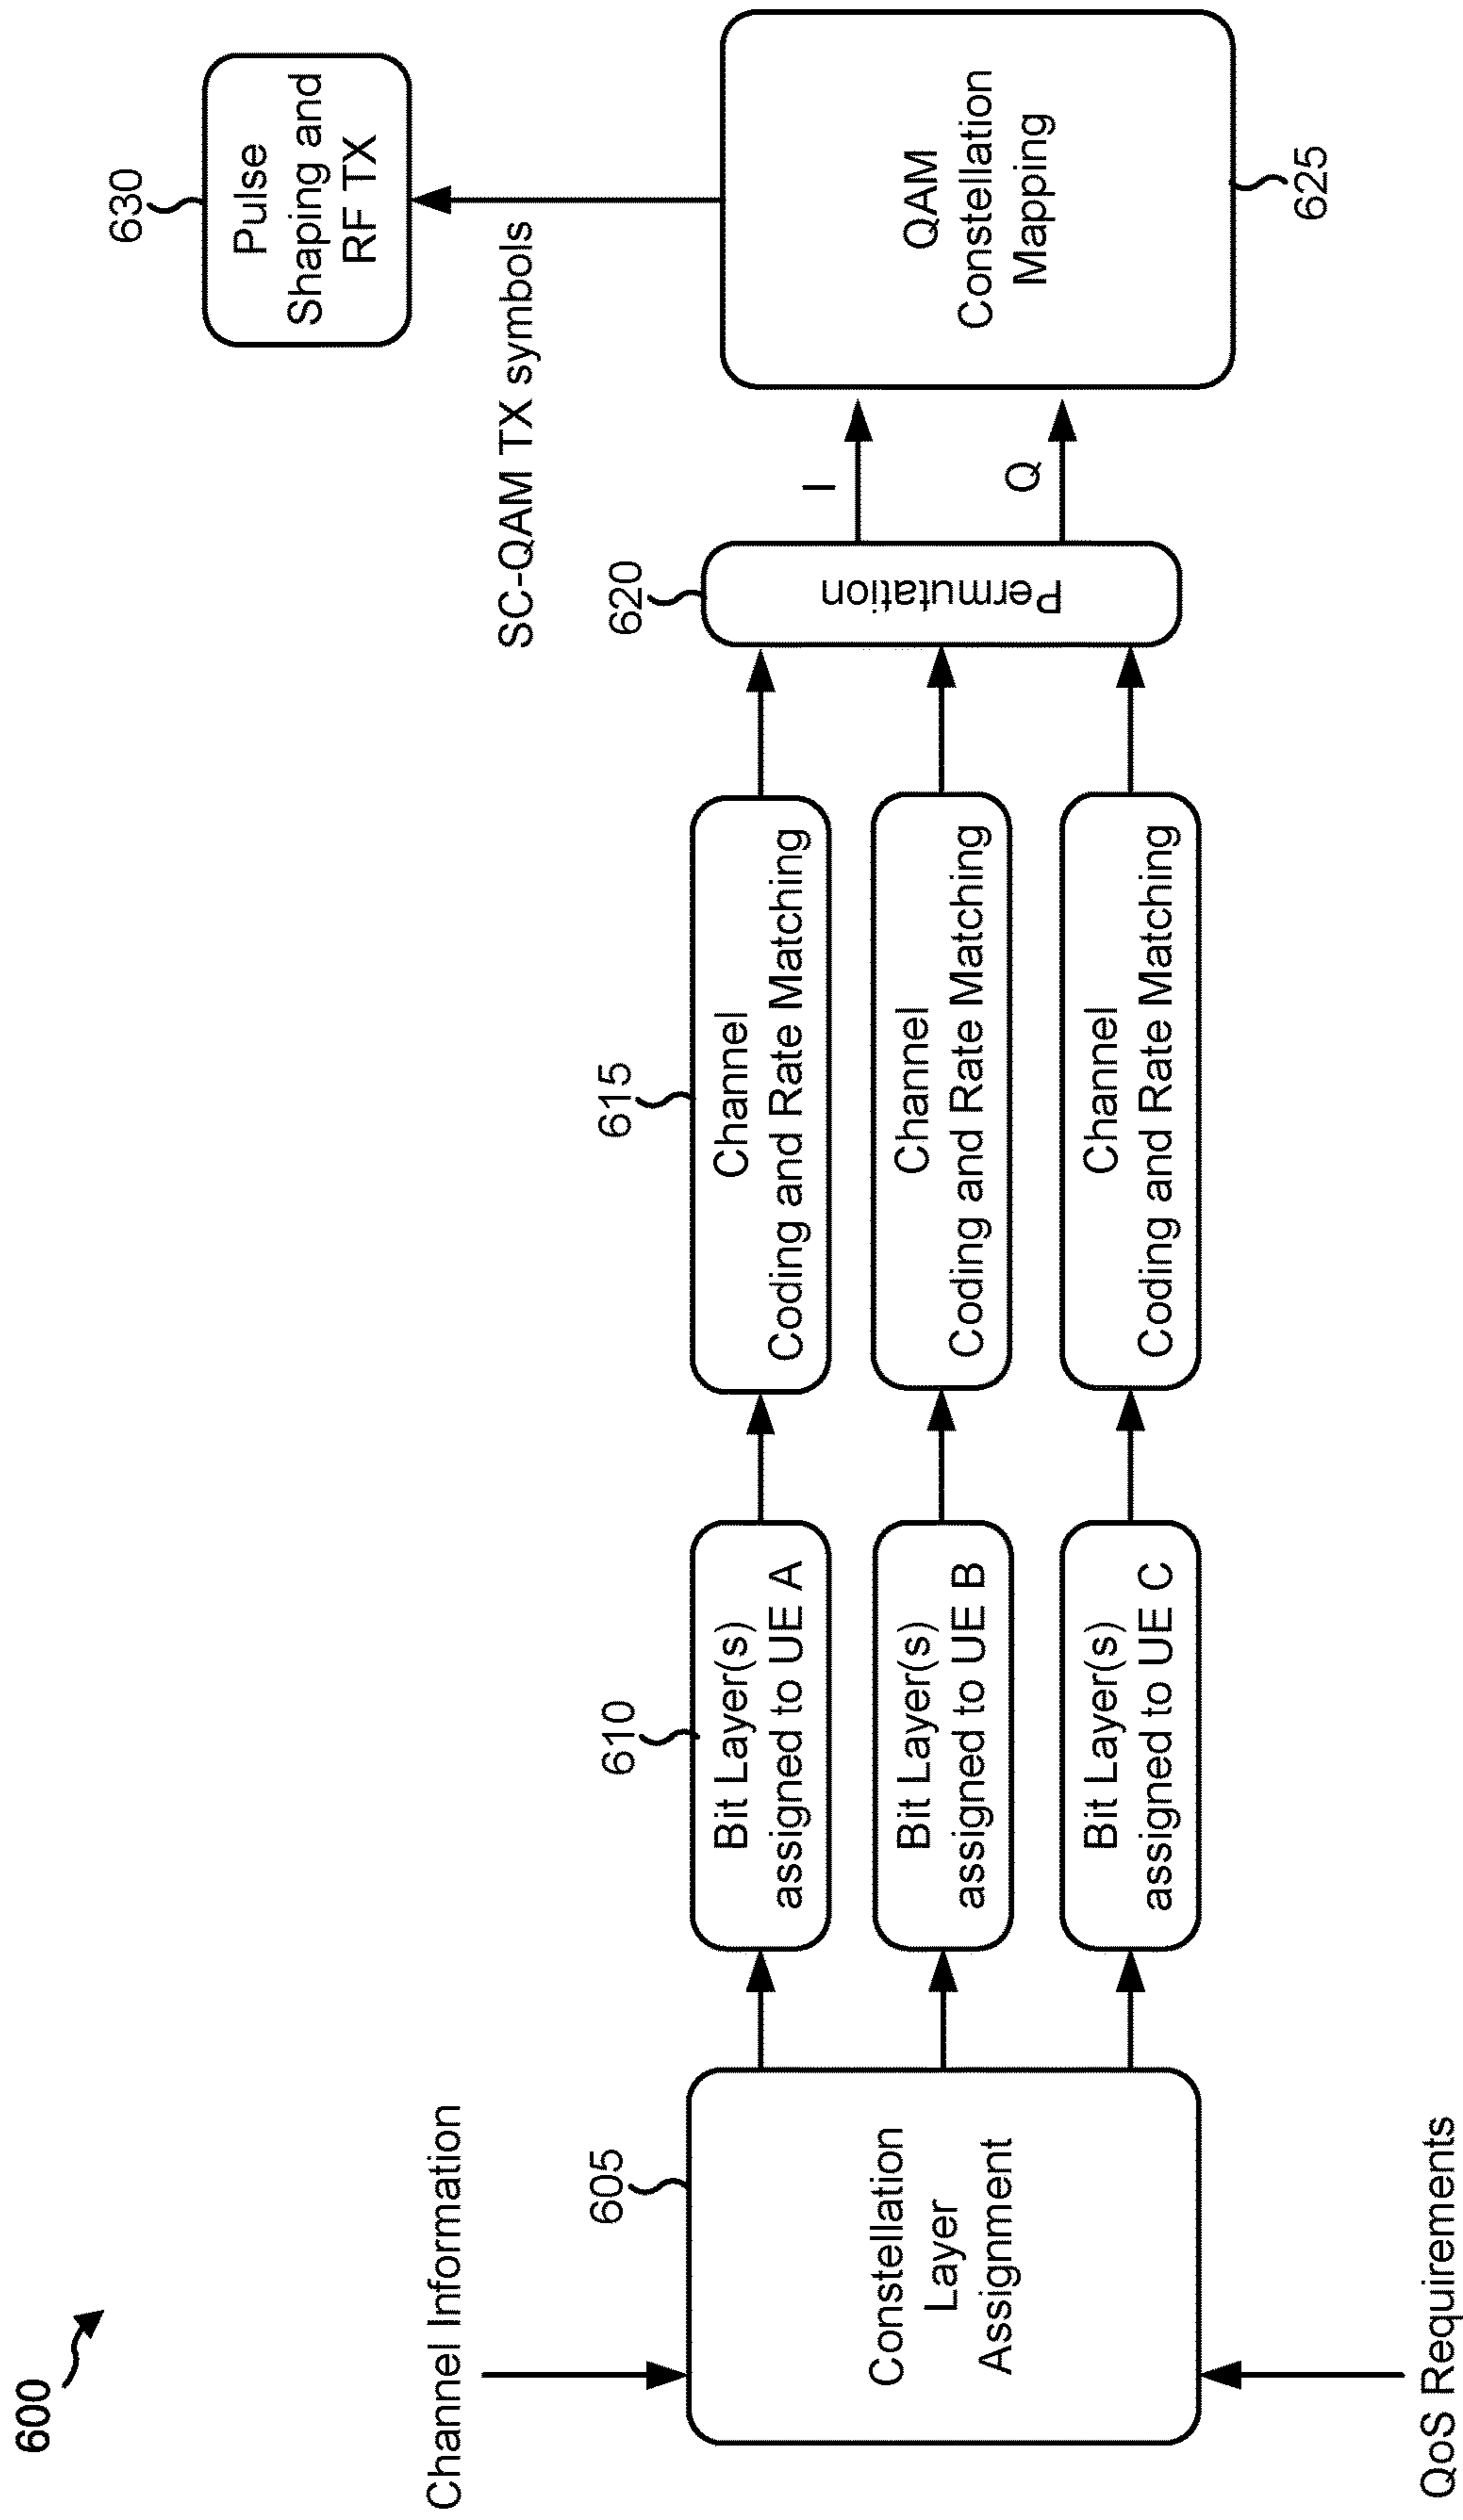 600
Channel Information
605
Constellation
Layer
Assignment
QoS Requirements
610
Bit Layer(s)
assigned to UE A
Bit Layer(s)
assigned to UE B
Bit Layer(s)
assigned to UE C
615
Channel
Coding and Rate Matching
Channel
Coding and Rate Matching
Channel
Coding and Rate Matching
620
Permutation
I
Q
QAM
Constellation
Mapping
625
SC-QAM TX symbols
630
Pulse
Shaping and
RF TX